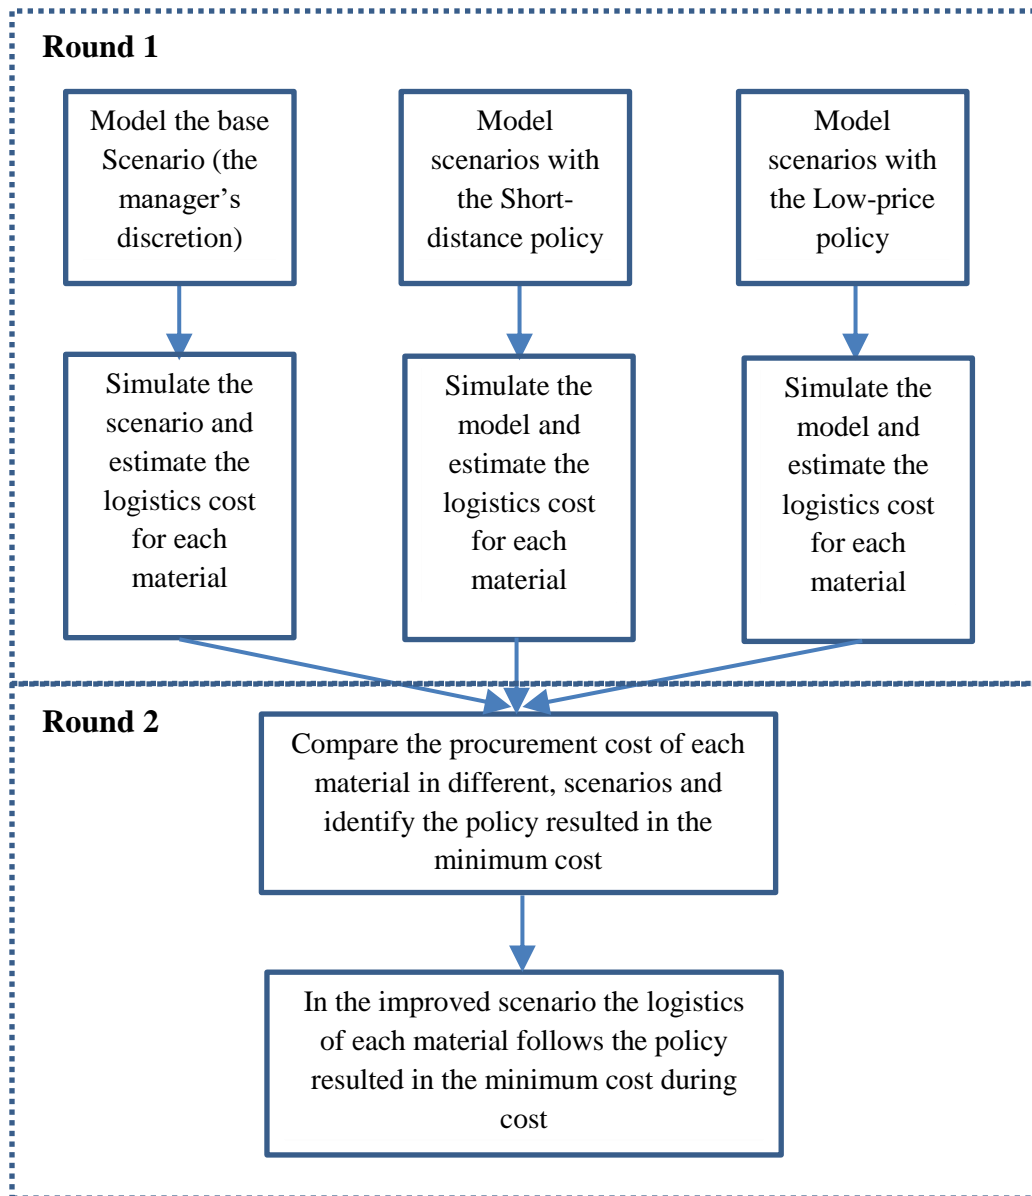 Round 1
Model the base
Scenario (the
manager’s
discretion)
Model
scenarios with
the Short-
distance policy
Model
scenarios with
the Low-price
policy
Simulate the
scenario and
estimate the
logistics cost
for each
material
Simulate the
model and
estimate the
logistics cost
for each
material
Simulate the
model and
estimate the
logistics cost
for each
material
Round 2
Compare the procurement cost of each
material in different, scenarios and
identify the policy resulted in the
minimum cost
In the improved scenario the logistics
of each material follows the policy
resulted in the minimum cost during
cost